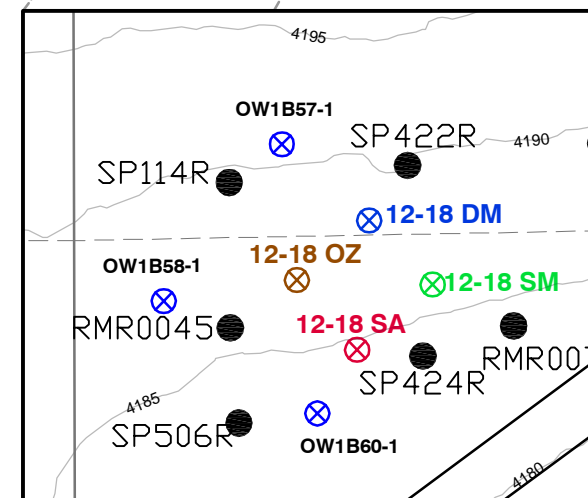 4195
OW1B57-1
SP422R
4190
SP114R
12-18 DM
12-18 OZ
OW1B58-1
12-18 SM
12-18 SA
RMR0045
RMR00
SP424R
4185
SP506R
OW1B60-1
4180